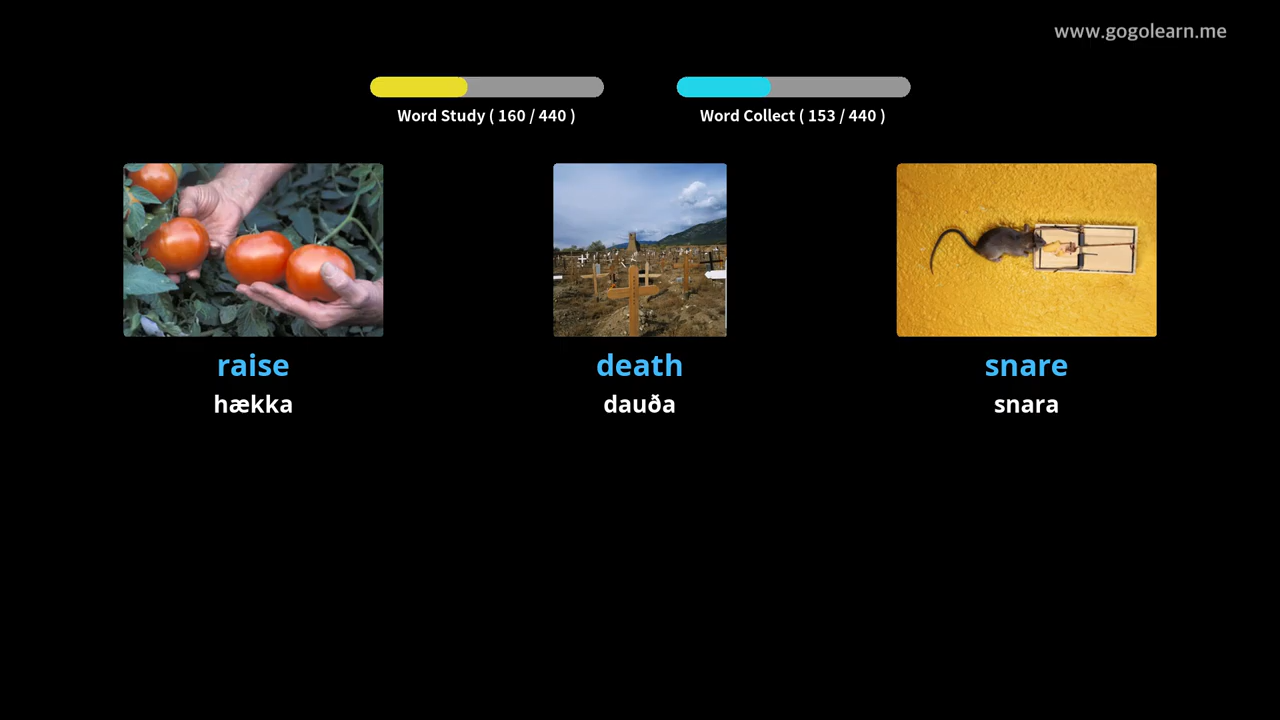 www.gogolearn.me
Word Study ( 160 / 440 )
Word Collect ( 153 / 440 )
raise
death
snare
hækka
dauða
snara